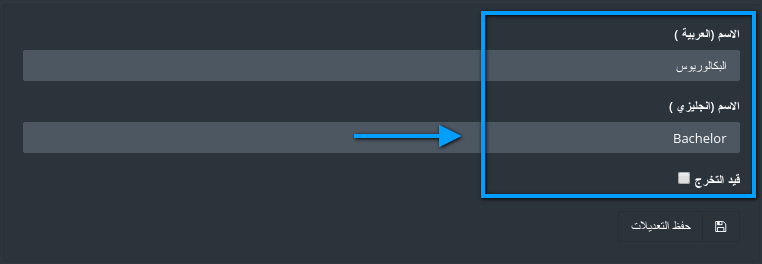 الاسم (العربية )
البكالوريوس
الاسم (انجليزي )
Bachelor
قيد التخرج
حفظ التعديلات